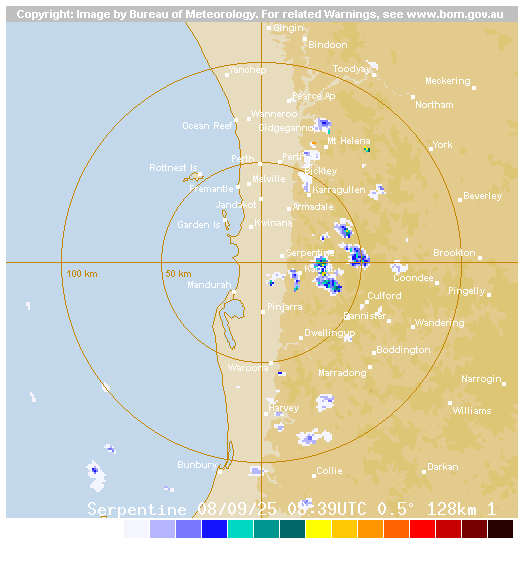 Copyright: Image by Bureau of Meteorology. For related Warnings, see www.bom.gov.au
Gingin
Bindoon
Yanchep
Toodyay
Meckering
Pearce Ap
Northam
Wanneroo
Ocean Reef
Gidgegannup
Mt Helena
York
Perth
Perth
Rottnest Is
Bickley
Melville
Fremantle
Karragullen
Beverley
Jandakot
Armadale
Garden Is
Kwinana
Serpentine
Brookton
100 km
50 km
Coondee
Mandurah
Pingelly
Culford
Pinjarra
Bannister
Wandering
Dwellingup
Boddington
Waroona
Marradong
Narrogin
Harvey
Williams
Bunbury
Collie
Darkan
Serpentine 08/09/25 08:39UTC 0.5° 128km 1